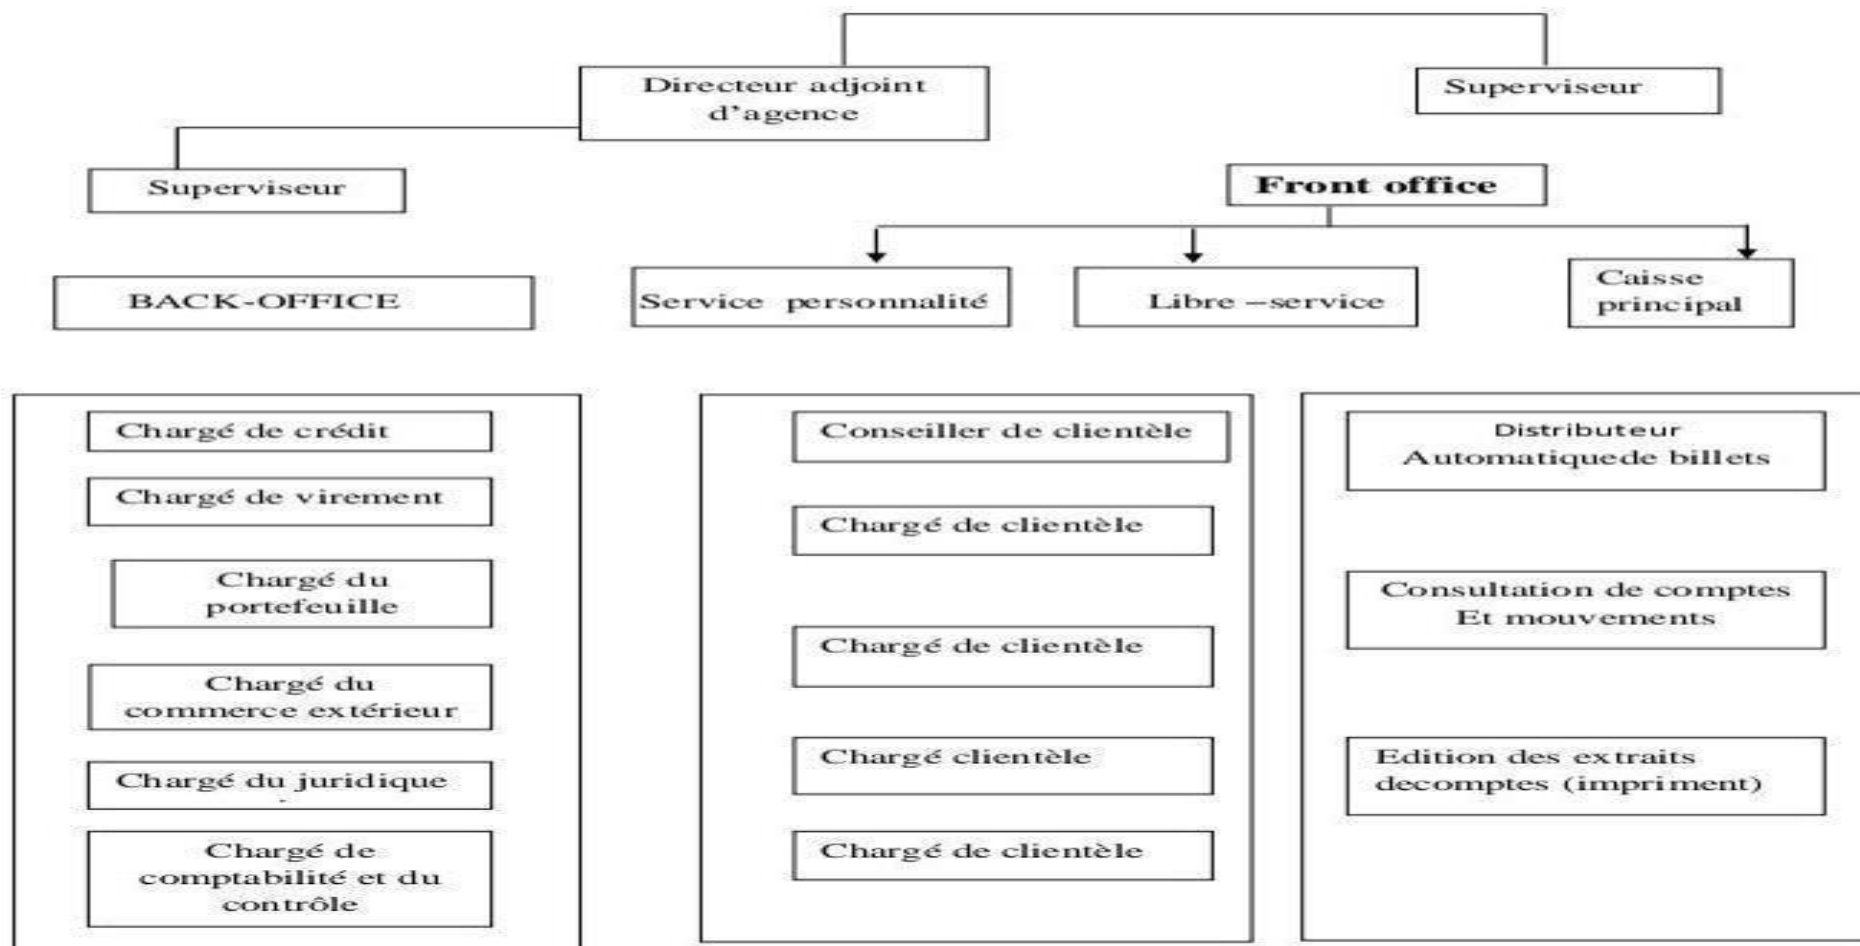 Directeur adjoint
d'agence
Superviseur
Superviseur
Front office
BACK-OFFICE
Service personnalité
Libre –service
Caisse
principal
Chargé de crédit
Chargé de virement
Chargé du
portefeuille
Chargé du
commerce extérieur
Chargé du juridique
Chargé de
comptabilité et du
contrôle
Conseiller de clientèle
Chargé de clientèle
Chargé de clientèle
Chargé clientèle
Chargé de clientèle
Distributeur
Automatiquede billets
Consultation de comptes
Et mouvements
Edition des extraits
decomptes (impriment)